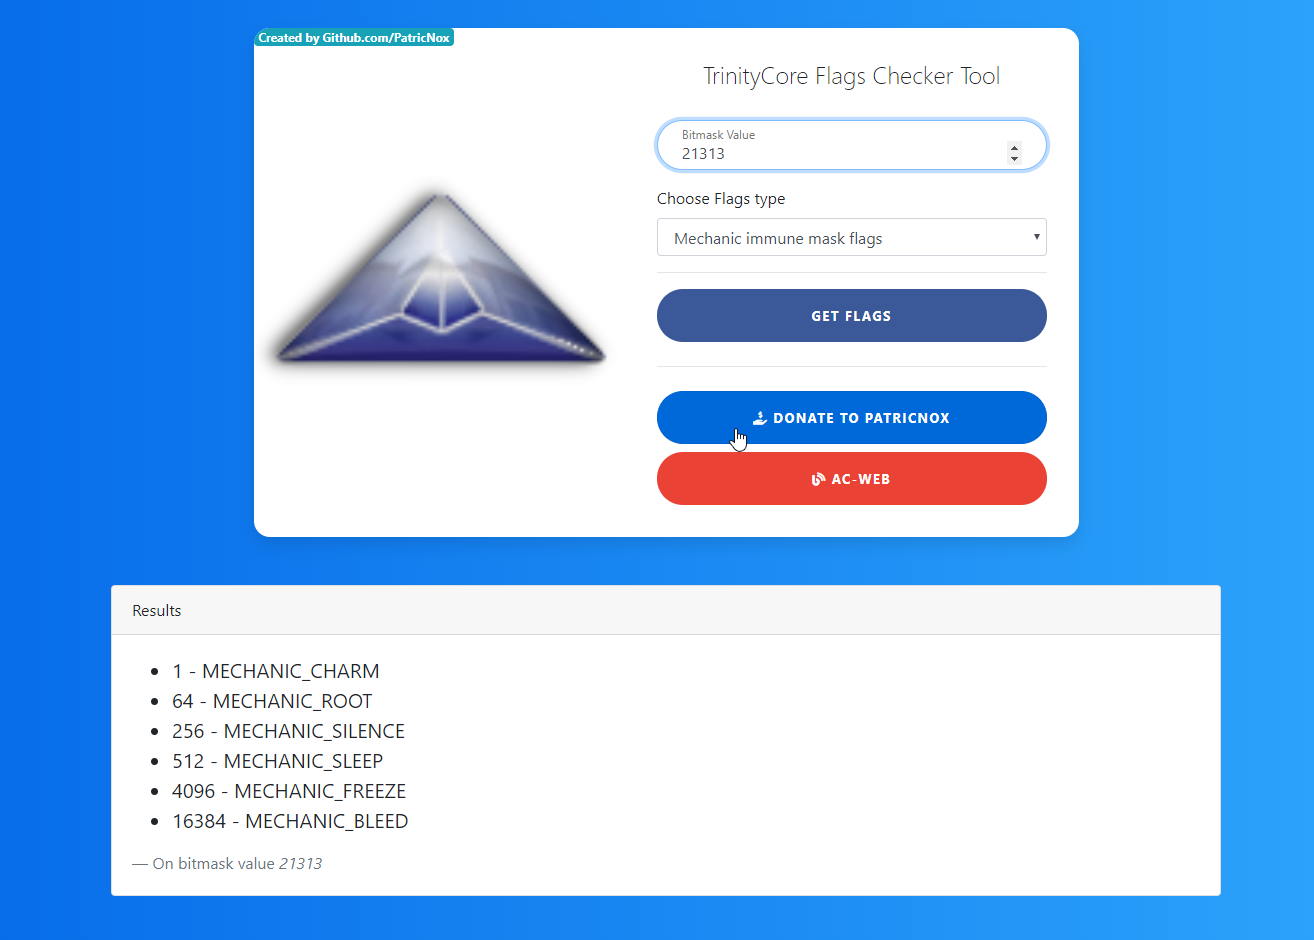 Created by Github.com/PatricNox
TrinityCore Flags Checker Tool
Bitmask Value
21313
Choose Flags type
Mechanic immune mask flags
GET FLAGS
DONATE TO PATRICNOX
AC-WEB
Results
1 - MECHANIC_CHARM
64 - MECHANIC_ROOT
256 - MECHANIC_SILENCE
512 - MECHANIC_SLEEP
4096 - MECHANIC_FREEZE
16384 - MECHANIC_BLEED
— On bitmask value 21313